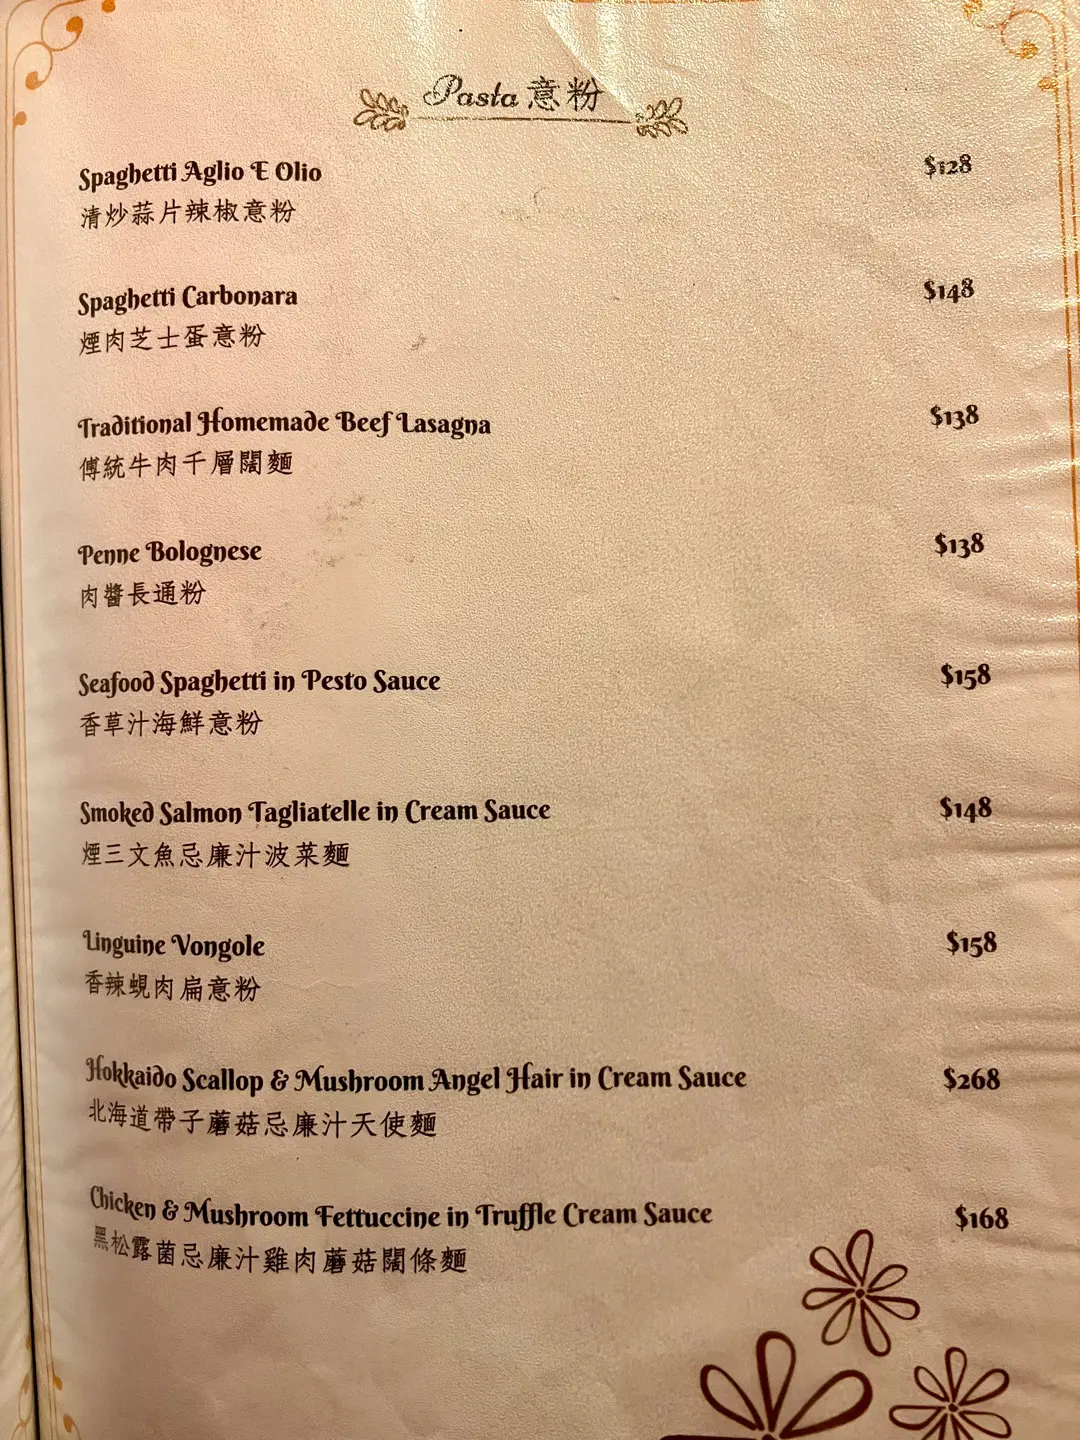 Pasta 意粉
Spaghetti Aglio E Olio $128
清炒蒜片辣椒意粉
Spaghetti Carbonara $148
煙肉芝士蛋意粉
Traditional Homemade Beef Lasagna $138
傳統牛肉千層闊麵
Penne Bolognese $138
肉醬長通粉
Seafood Spaghetti in Pesto Sauce $158
香草汁海鮮意粉
Smoked Salmon Tagliatelle in Cream Sauce $148
煙三文魚忌廉汁波菜麵
Linguine Vongole $158
香辣蜆肉扁意粉
Hokkaido Scallop & Mushroom Angel Hair in Cream Sauce $268
北海道帶子蘑菇忌廉汁天使麵
Chicken & Mushroom Fettuccine in Truffle Cream Sauce $168
黑松露菌忌廉汁雞肉蘑菇闊條麵